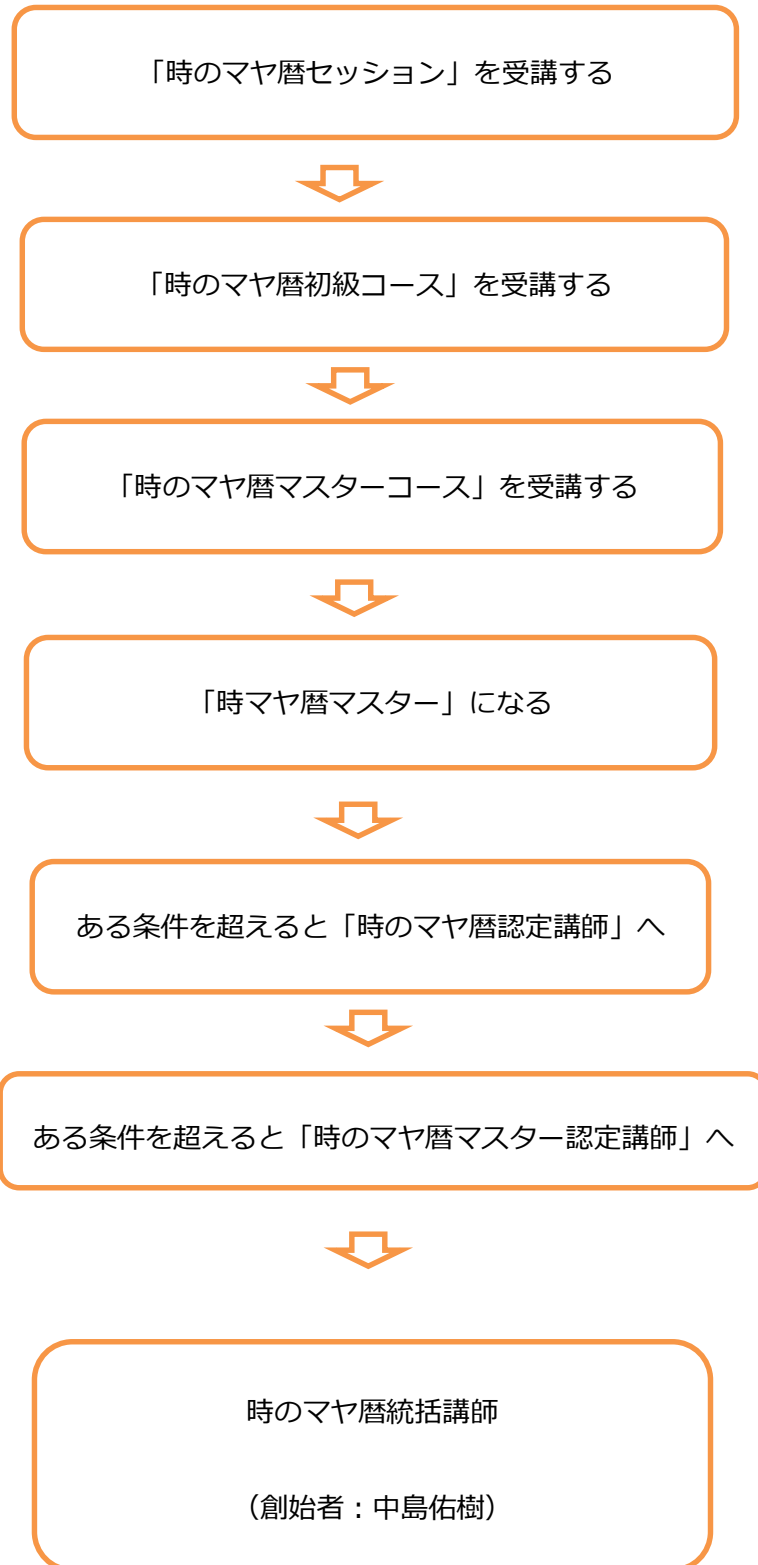 「時のマヤ暦セッション」を受講する
「時のマヤ暦初級コース」を受講する
「時のマヤ暦マスターコース」を受講する
「時マヤ暦マスター」になる
ある条件を超えると「時のマヤ暦認定講師」へ
ある条件を超えると「時のマヤ暦マスター認定講師」へ
時のマヤ暦統括講師
（創始者：中島佑樹）